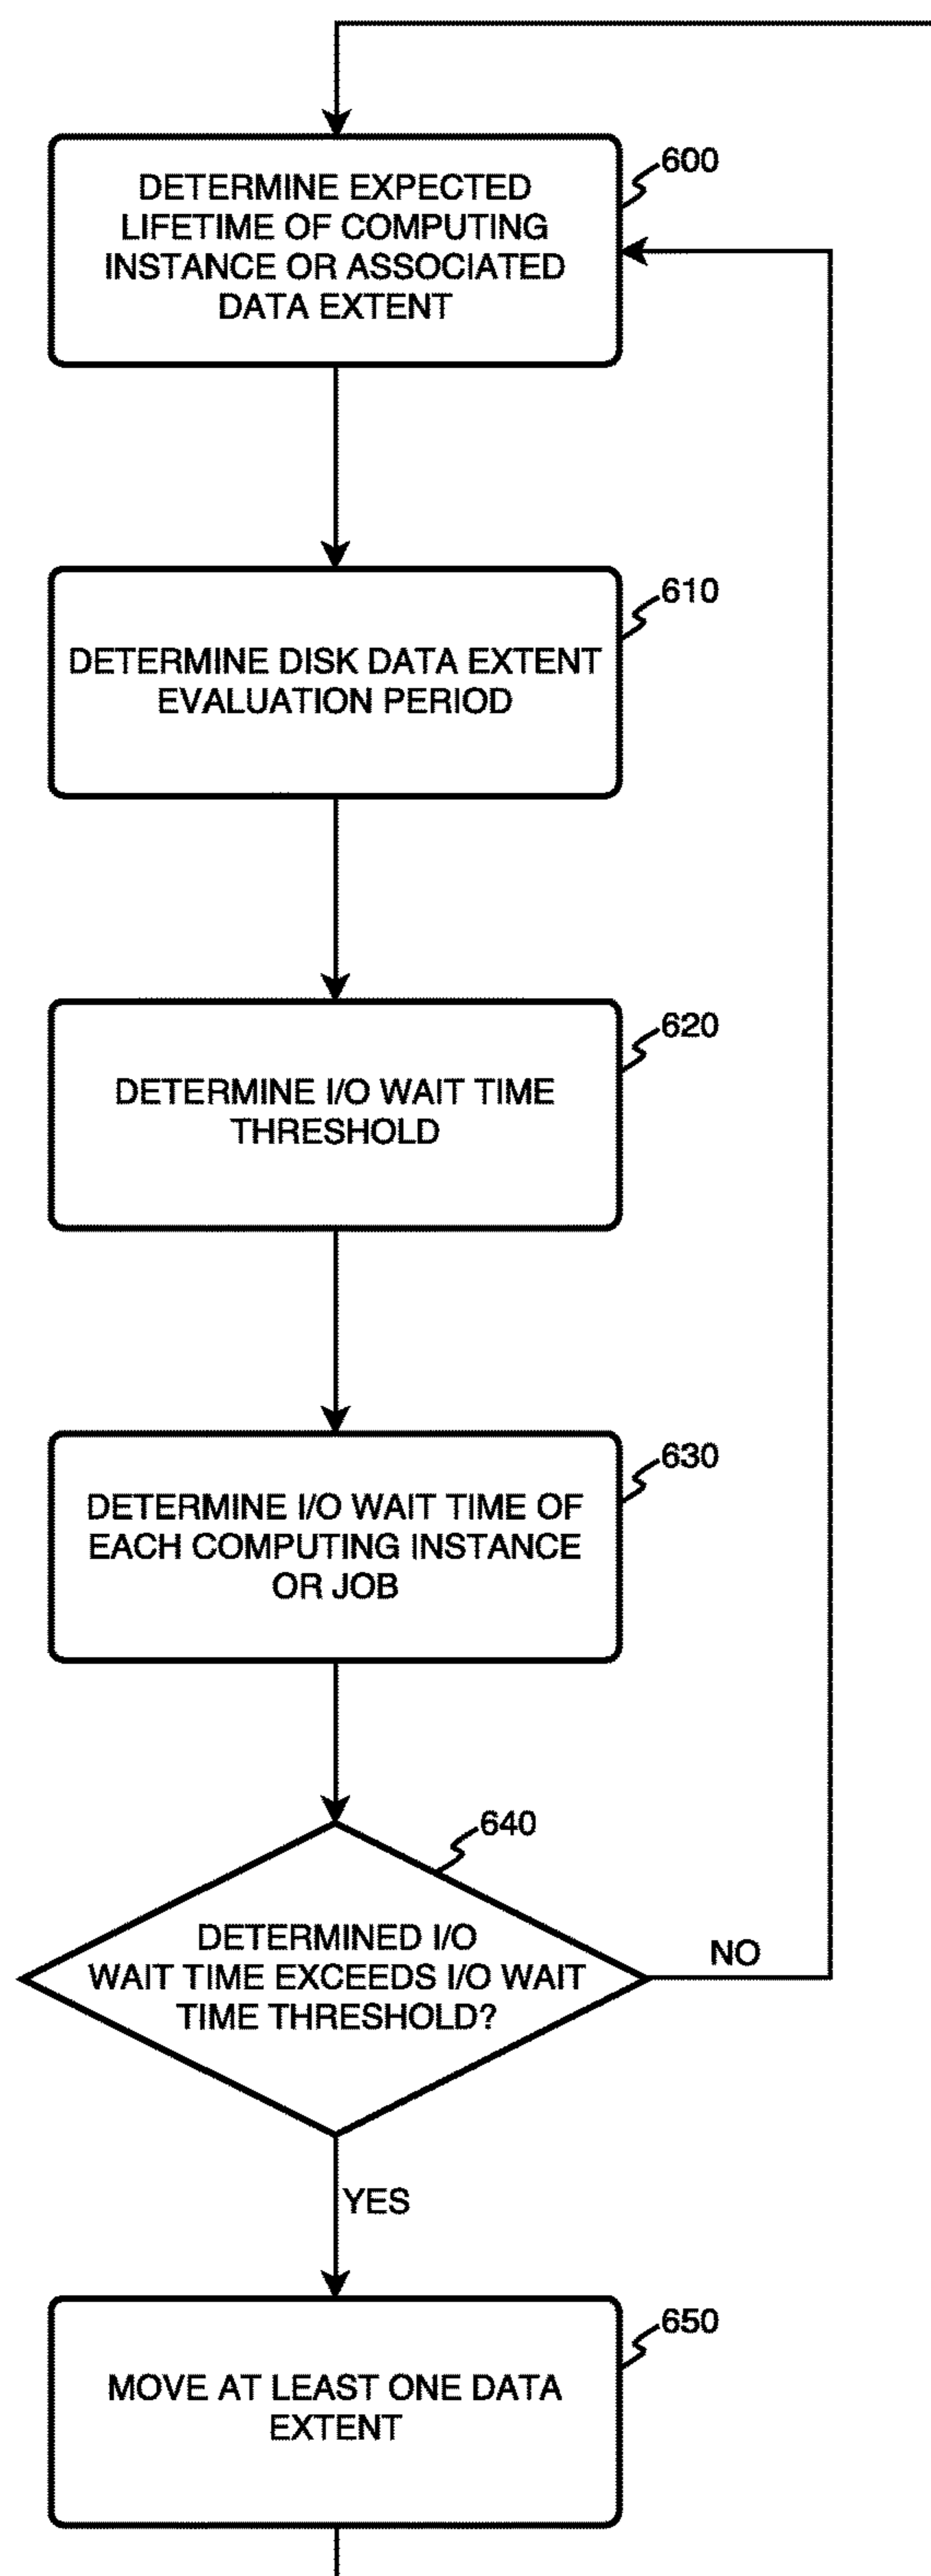 600
DETERMINE EXPECTED
LIFETIME OF COMPUTING
INSTANCE OR ASSOCIATED
DATA EXTENT
610
DETERMINE DISK DATA EXTENT
EVALUATION PERIOD
620
DETERMINE I/O WAIT TIME
THRESHOLD
630
DETERMINE I/O WAIT TIME OF
EACH COMPUTING INSTANCE
OR JOB
640
DETERMINED I/O
WAIT TIME EXCEEDS I/O WAIT
TIME THRESHOLD?
NO
YES
650
MOVE AT LEAST ONE DATA
EXTENT